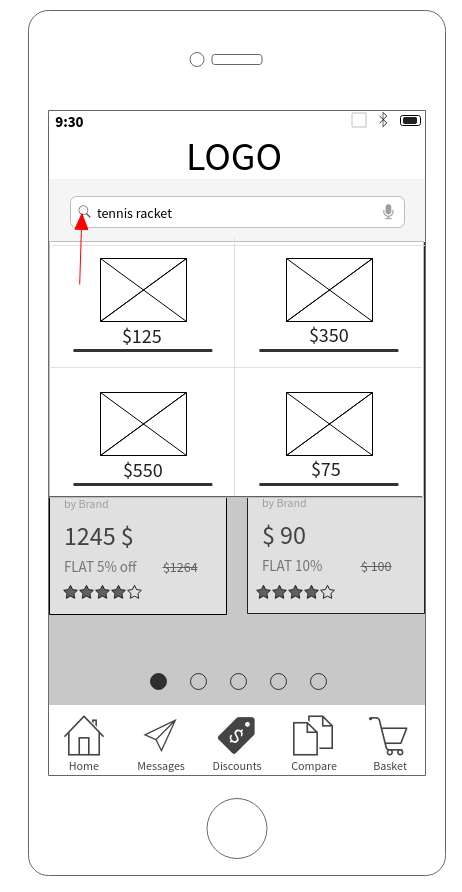 9:30
LOGO
tennis racket
$125
$350
$550
$75
by Brand
by Brand
1245 $
$ 90
FLAT 5% off
$1264
FLAT 10%
$ 100
Home
Messages
Discounts
Compare
Basket